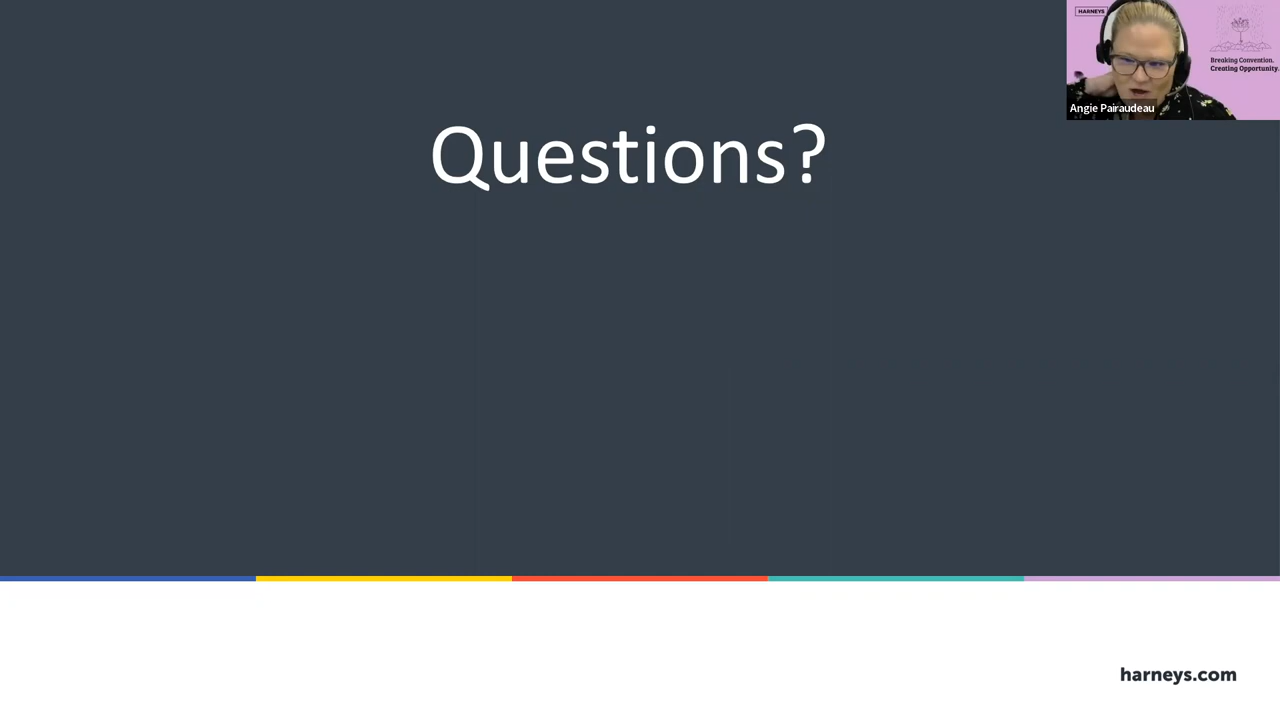 HARNEYS
Breaking Convention.
Creating Opportunity.
Angie Pairaudeau
Questions?
harneys.com